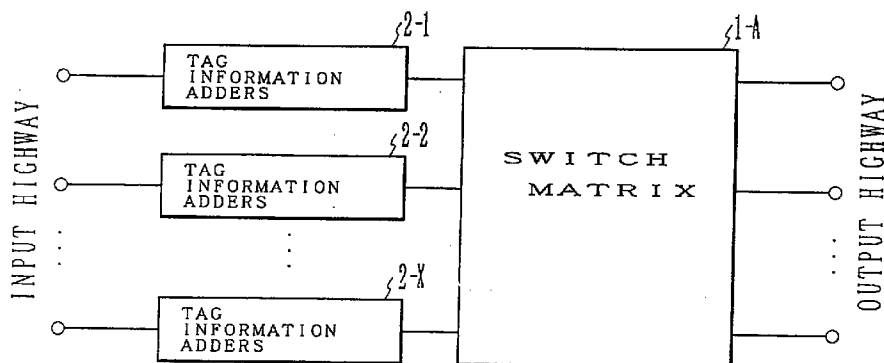 2-1
1-A
TAG
INFORMATION
ADDERS
2-2
TAG
INFORMATION
ADDERS
SWITCH
MATRIX
2-X
TAG
INFORMATION
ADDERS
INPUT HIGHWAY
OUTPUT HIGHWAY